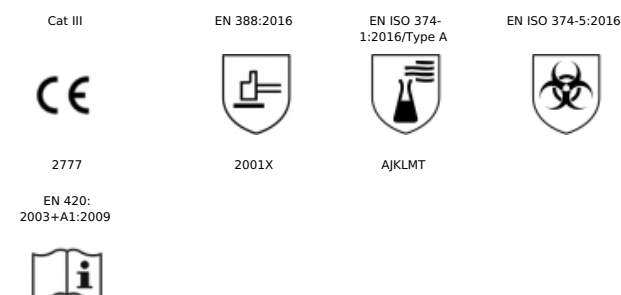 Cat III
EN 388:2016
EN ISO 374-
1:2016/Type A
EN ISO 374-5:2016
CE
2777
2001X
AJKLMT
EN 420:
2003+A1:2009
i